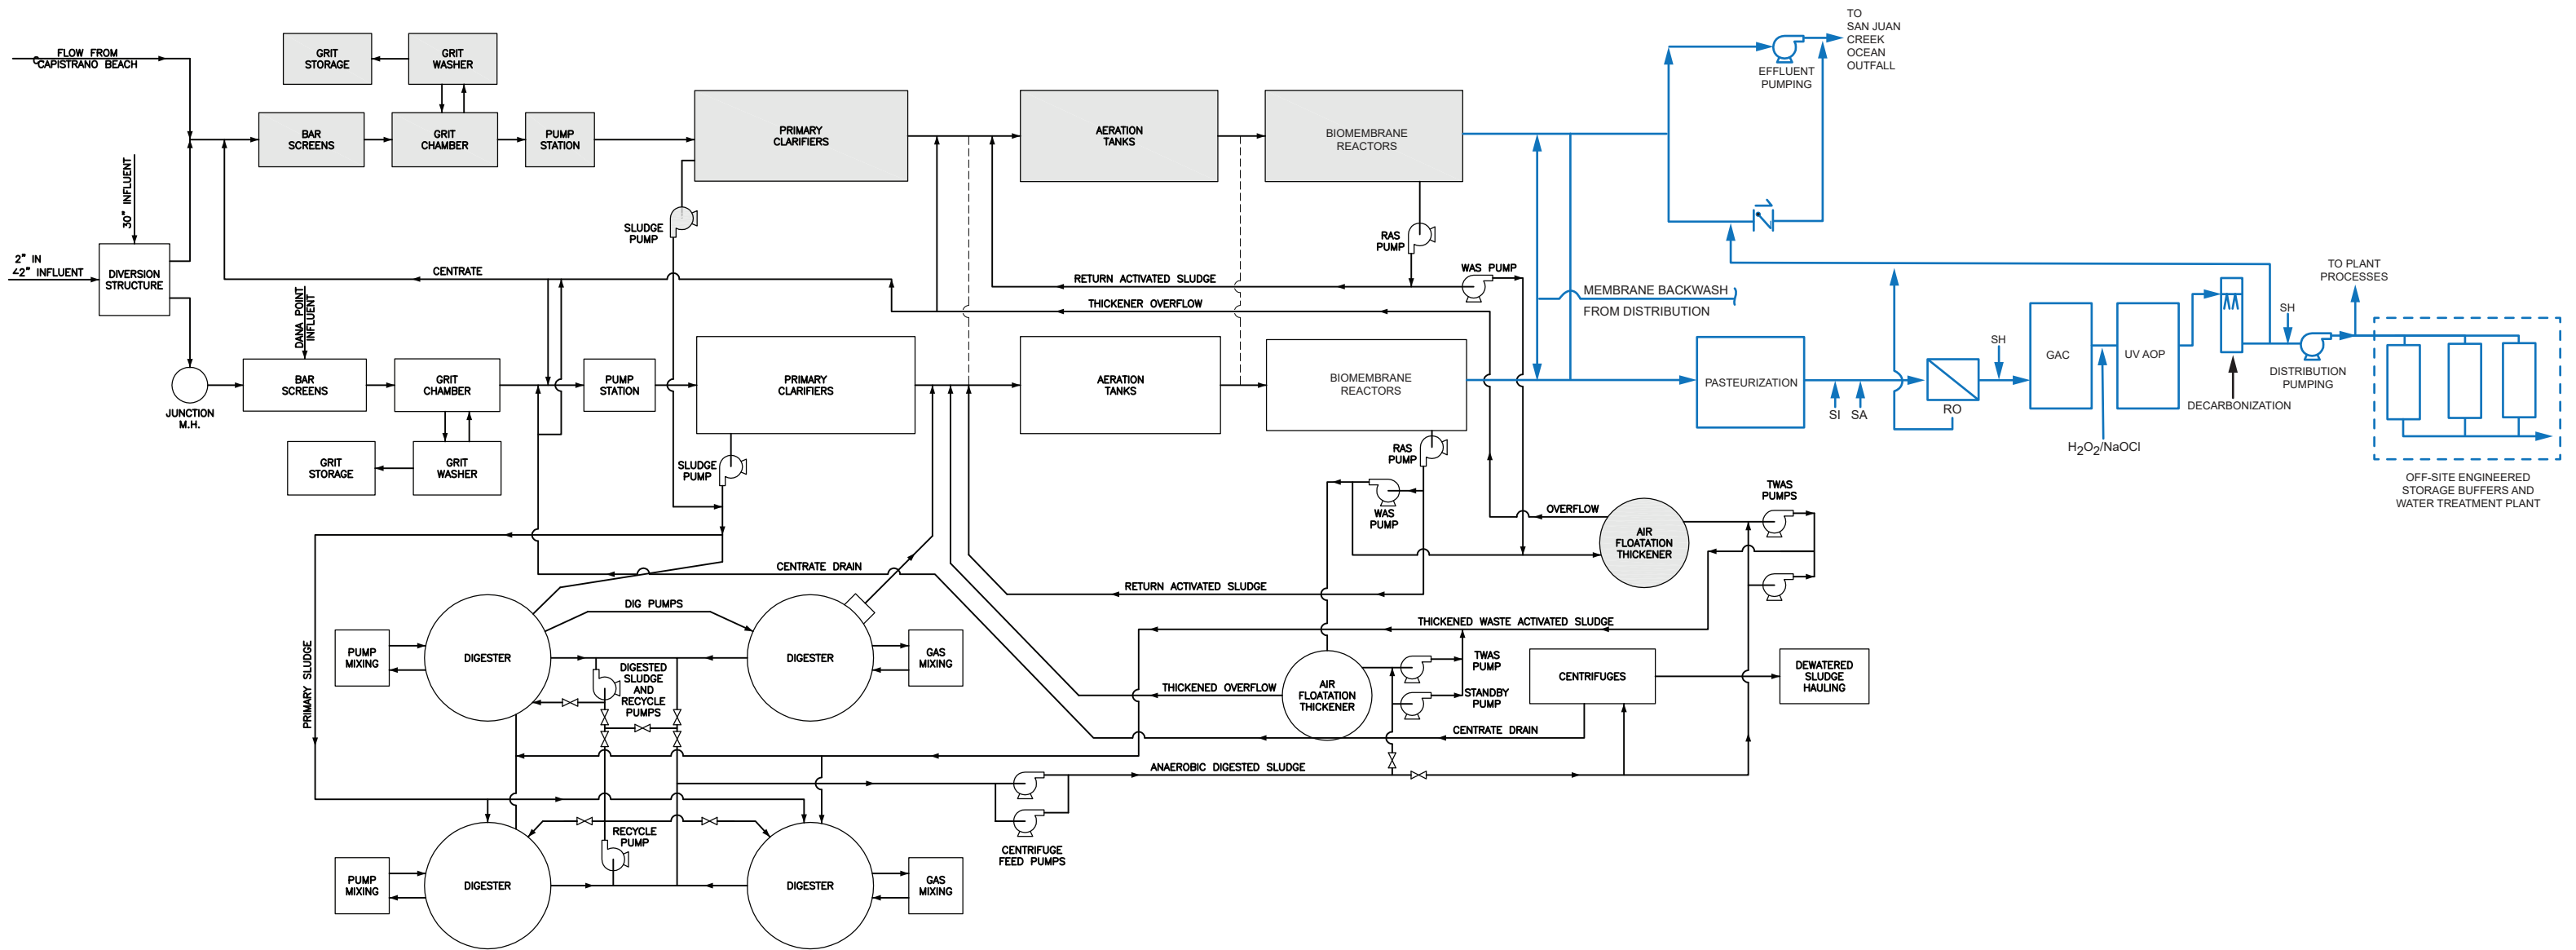 FLOW FROM
CAPISTRANO BEACH
GRIT
STORAGE
GRIT
WASHER
BAR
SCREENS
GRIT
CHAMBER
PUMP
STATION
PRIMARY
CLARIFIERS
AERATION
TANKS
BIOMEMBRANE
REACTORS
EFFLUENT
PUMPING
TO
SAN JUAN
CREEK
OCEAN
OUTFALL
30" INFLUENT
2" IN
42" INFLUENT
DIVERSION
STRUCTURE
SLUDGE
PUMP
RAS
PUMP
CENTRATE
RETURN ACTIVATED SLUDGE
WAS PUMP
THICKENER OVERFLOW
MEMBRANE BACKWASH
FROM DISTRIBUTION
DANA POINT
INFLUENT
JUNCTION
M.H.
BAR
SCREENS
GRIT
CHAMBER
PUMP
STATION
PRIMARY
CLARIFIERS
AERATION
TANKS
BIOMEMBRANE
REACTORS
PASTEURIZATION
SI
SA
RO
SH
GAC
H2O2/NaOCl
UV AOP
DECARBONIZATION
SH
DISTRIBUTION
PUMPING
TO PLANT
PROCESSES
OFF-SITE ENGINEERED
STORAGE BUFFERS AND
WATER TREATMENT PLANT
GRIT
STORAGE
GRIT
WASHER
SLUDGE
PUMP
RAS
PUMP
WAS
PUMP
OVERFLOW
AIR
FLOATATION
THICKENER
TWAS
PUMPS
CENTRATE DRAIN
RETURN ACTIVATED SLUDGE
DIG PUMPS
THICKENED WASTE ACTIVATED SLUDGE
PRIMARY SLUDGE
PUMP
MIXING
DIGESTER
DIGESTED
SLUDGE
AND
RECYCLE
PUMPS
DIGESTER
GAS
MIXING
THICKENED OVERFLOW
AIR
FLOATATION
THICKENER
TWAS
PUMP
STANDBY
PUMP
CENTRIFUGES
DEWATERED
SLUDGE
HAULING
CENTRATE DRAIN
ANAEROBIC DIGESTED SLUDGE
CENTRIFUGE
FEED PUMPS
RECYCLE
PUMP
PUMP
MIXING
DIGESTER
DIGESTER
GAS
MIXING